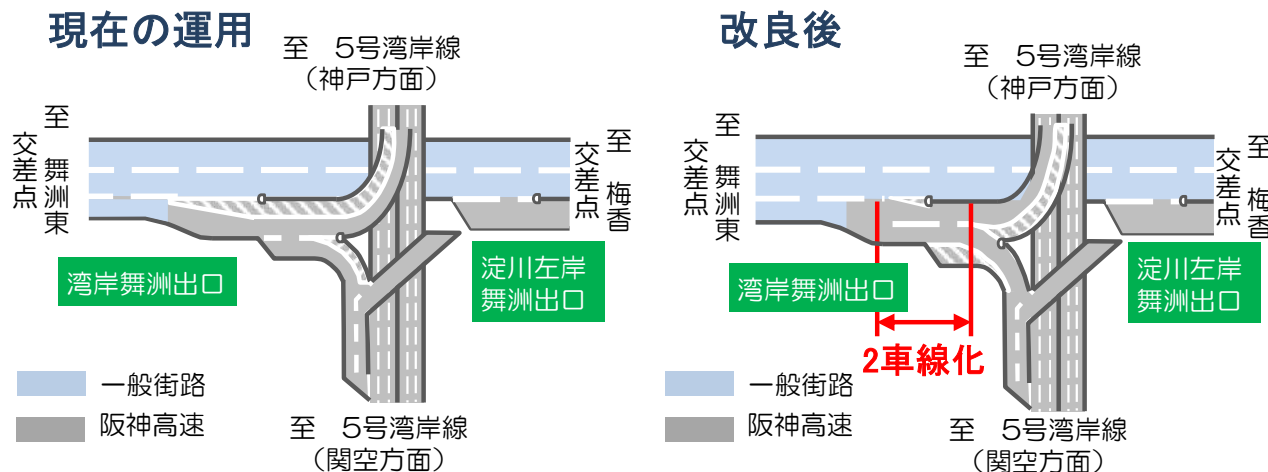 現在の運用
至 5号湾岸線
(神戸方面)
至 舞洲東
交差点
至 梅香
交差点
湾岸舞洲出口
淀川左岸
舞洲出口
一般街路
阪神高速
至 5号湾岸線
(関空方面)
改良後
至 5号湾岸線
(神戸方面)
至 舞洲東
交差点
至 梅香
交差点
湾岸舞洲出口
淀川左岸
舞洲出口
2車線化
一般街路
阪神高速
至 5号湾岸線
(関空方面)